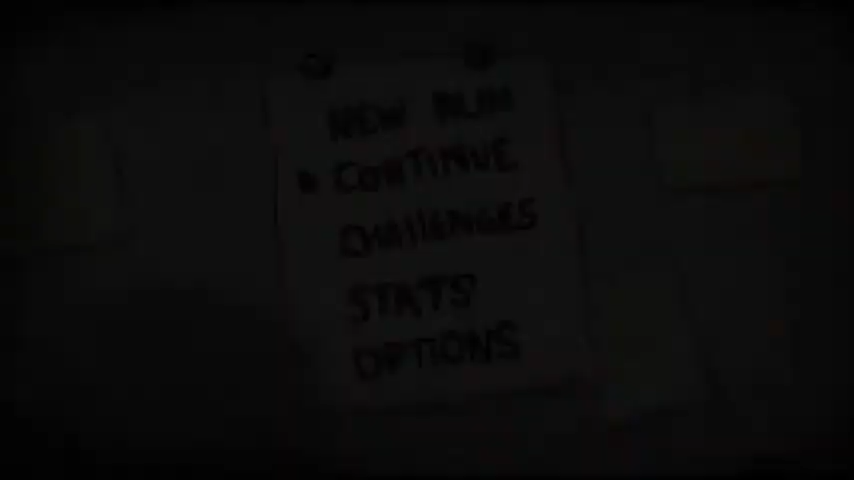 NEW RUN
CONTINUE
CHALLENGES
STATS
OPTIONS